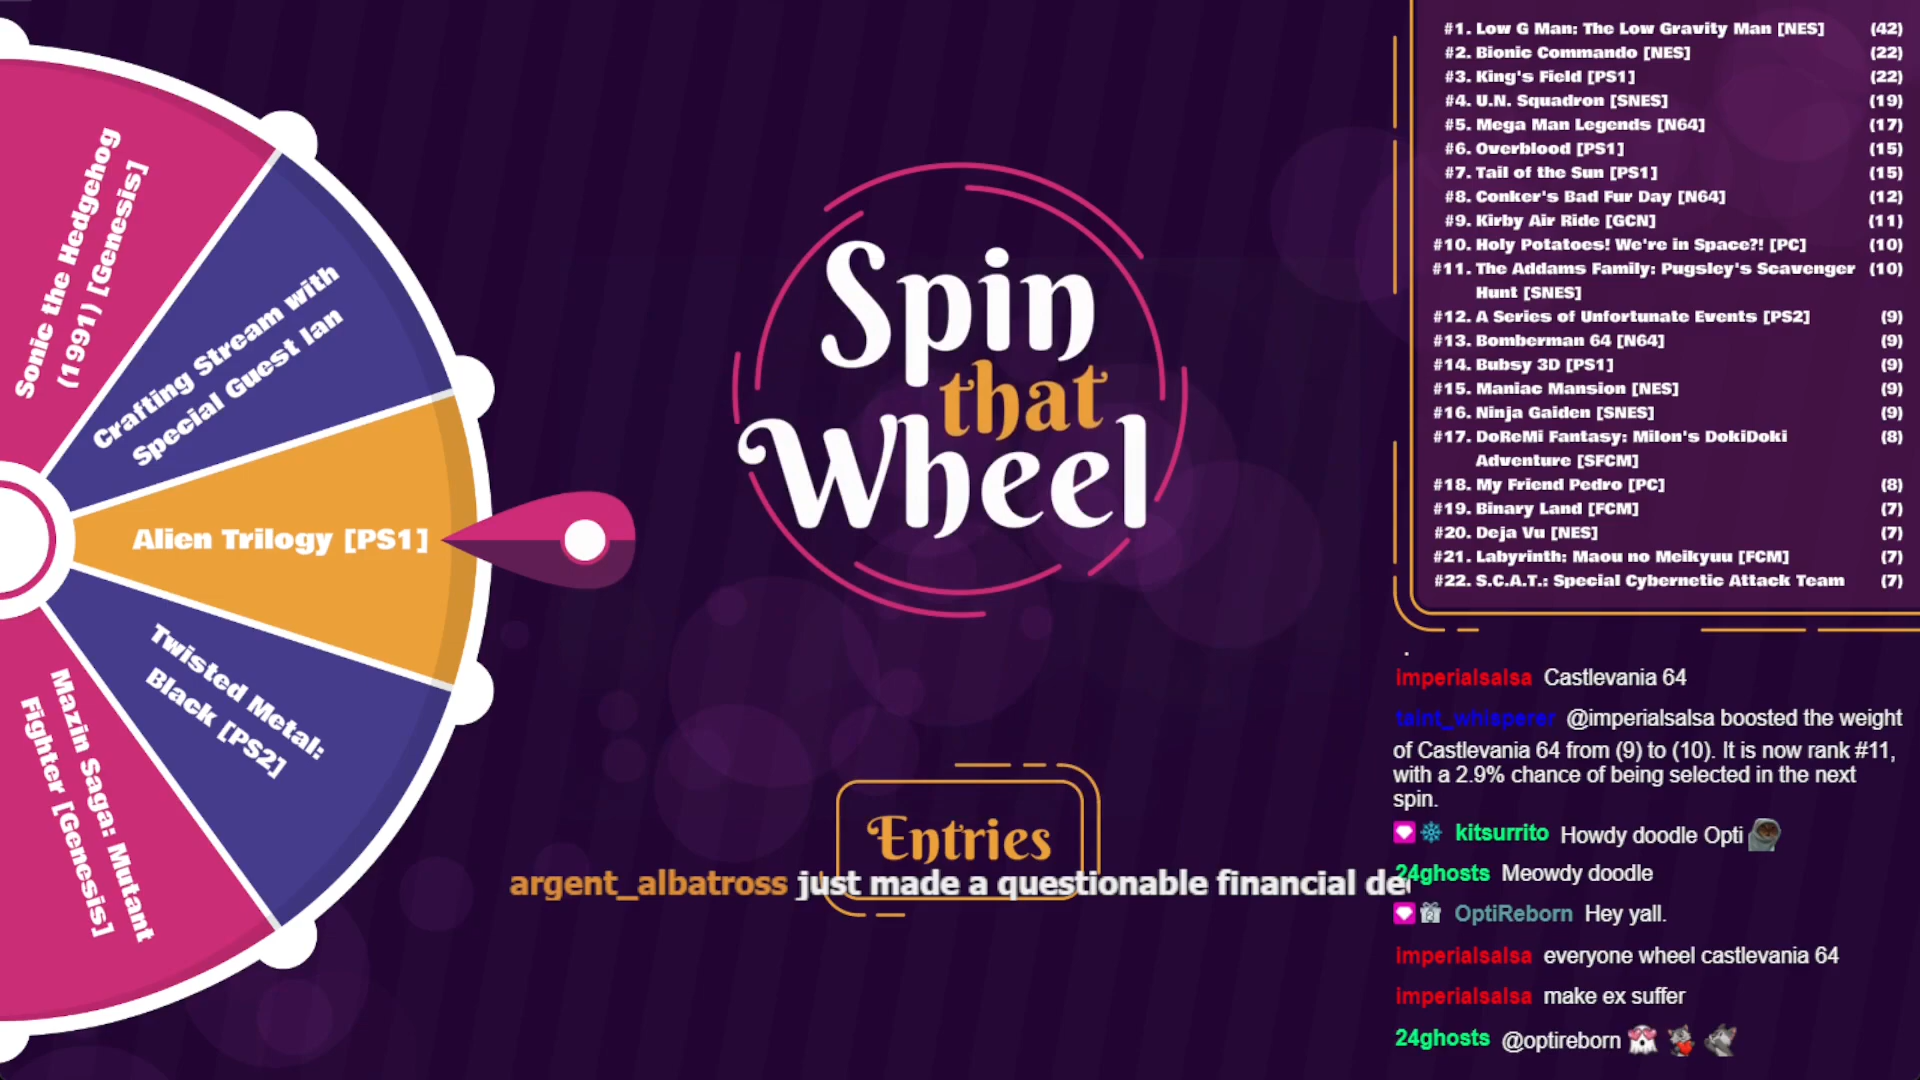 Sonic the Hedgehog
(1991) [Genesis]
Crafting Stream with
Special Guest Ian
Alien Trilogy [PS1]
Twisted Metal:
Black [PS2]
Mazin Saga: Mutant
Fighter [Genesis]
Spin
that
Wheel
Entries
argent_albatross just made a questionable financial de
#1. Low G Man: The Low Gravity Man [NES] (42)
#2. Bionic Commando [NES] (22)
#3. King's Field [PS1] (22)
#4. U.N. Squadron [SNES] (19)
#5. Mega Man Legends [N64] (17)
#6. Overblood [PS1] (15)
#7. Tail of the Sun [PS1] (15)
#8. Conker's Bad Fur Day [N64] (12)
#9. Kirby Air Ride [GCN] (11)
#10. Holy Potatoes! We're in Space?! [PC] (10)
#11. The Addams Family: Pugsley's Scavenger (10)
Hunt [SNES]
#12. A Series of Unfortunate Events [PS2] (9)
#13. Bomberman 64 [N64] (9)
#14. Bubsy 3D [PS1] (9)
#15. Maniac Mansion [NES] (9)
#16. Ninja Gaiden [SNES] (9)
#17. DoReMi Fantasy: Milon's DokiDoki (8)
Adventure [SFCM]
#18. My Friend Pedro [PC] (8)
#19. Binary Land [FCM] (7)
#20. Deja Vu [NES] (7)
#21. Labyrinth: Maou no Meikyuu [FCM] (7)
#22. S.C.A.T.: Special Cybernetic Attack Team (7)
imperialsalsa Castlevania 64
taint_whisperer @imperialsalsa boosted the weight
of Castlevania 64 from (9) to (10). It is now rank #11,
with a 2.9% chance of being selected in the next
spin.
kitsurrito Howdy doodle Opti
24ghosts Meowdy doodle
OptiReborn Hey yall.
imperialsalsa everyone wheel castlevania 64
imperialsalsa make ex suffer
24ghosts @optireborn